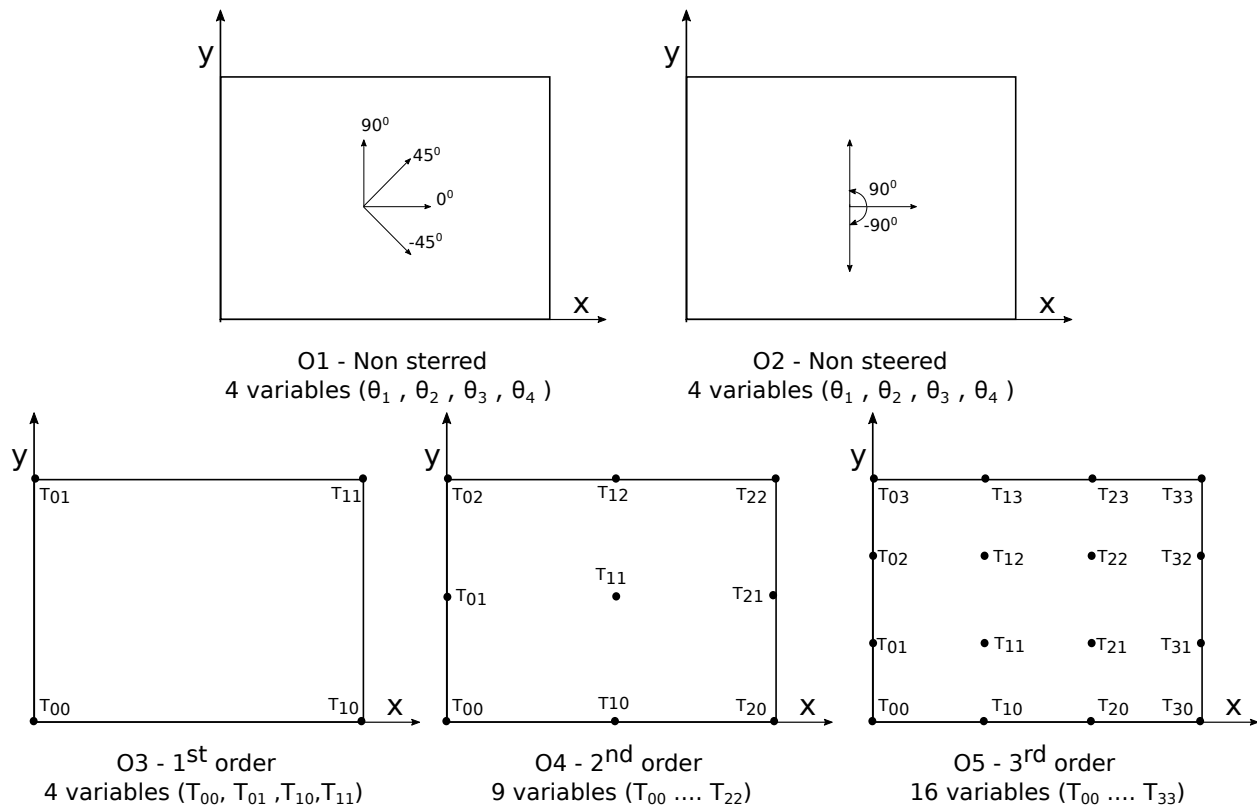 y
90⁰
45⁰
0⁰
-45⁰
x
O1 - Non sterred
4 variables (θ₁ , θ₂ , θ₃ , θ₄ )
y
90⁰
-90⁰
x
O2 - Non steered
4 variables (θ₁ , θ₂ , θ₃ , θ₄ )
y
T₀₁ T₁₁
T₀₀ T₁₀ x
O3 - 1ˢᵗ order
4 variables (T₀₀, T₀₁ ,T₁₀,T₁₁)
y
T₀₂ T₁₂ T₂₂
T₀₁ T₁₁ T₂₁
T₀₀ T₁₀ T₂₀ x
O4 - 2ⁿᵈ order
9 variables (T₀₀ .... T₂₂)
y
T₀₃ T₁₃ T₂₃ T₃₃
T₀₂ T₁₂ T₂₂ T₃₂
T₀₁ T₁₁ T₂₁ T₃₁
T₀₀ T₁₀ T₂₀ T₃₀ x
O5 - 3ʳᵈ order
16 variables (T₀₀ .... T₃₃)